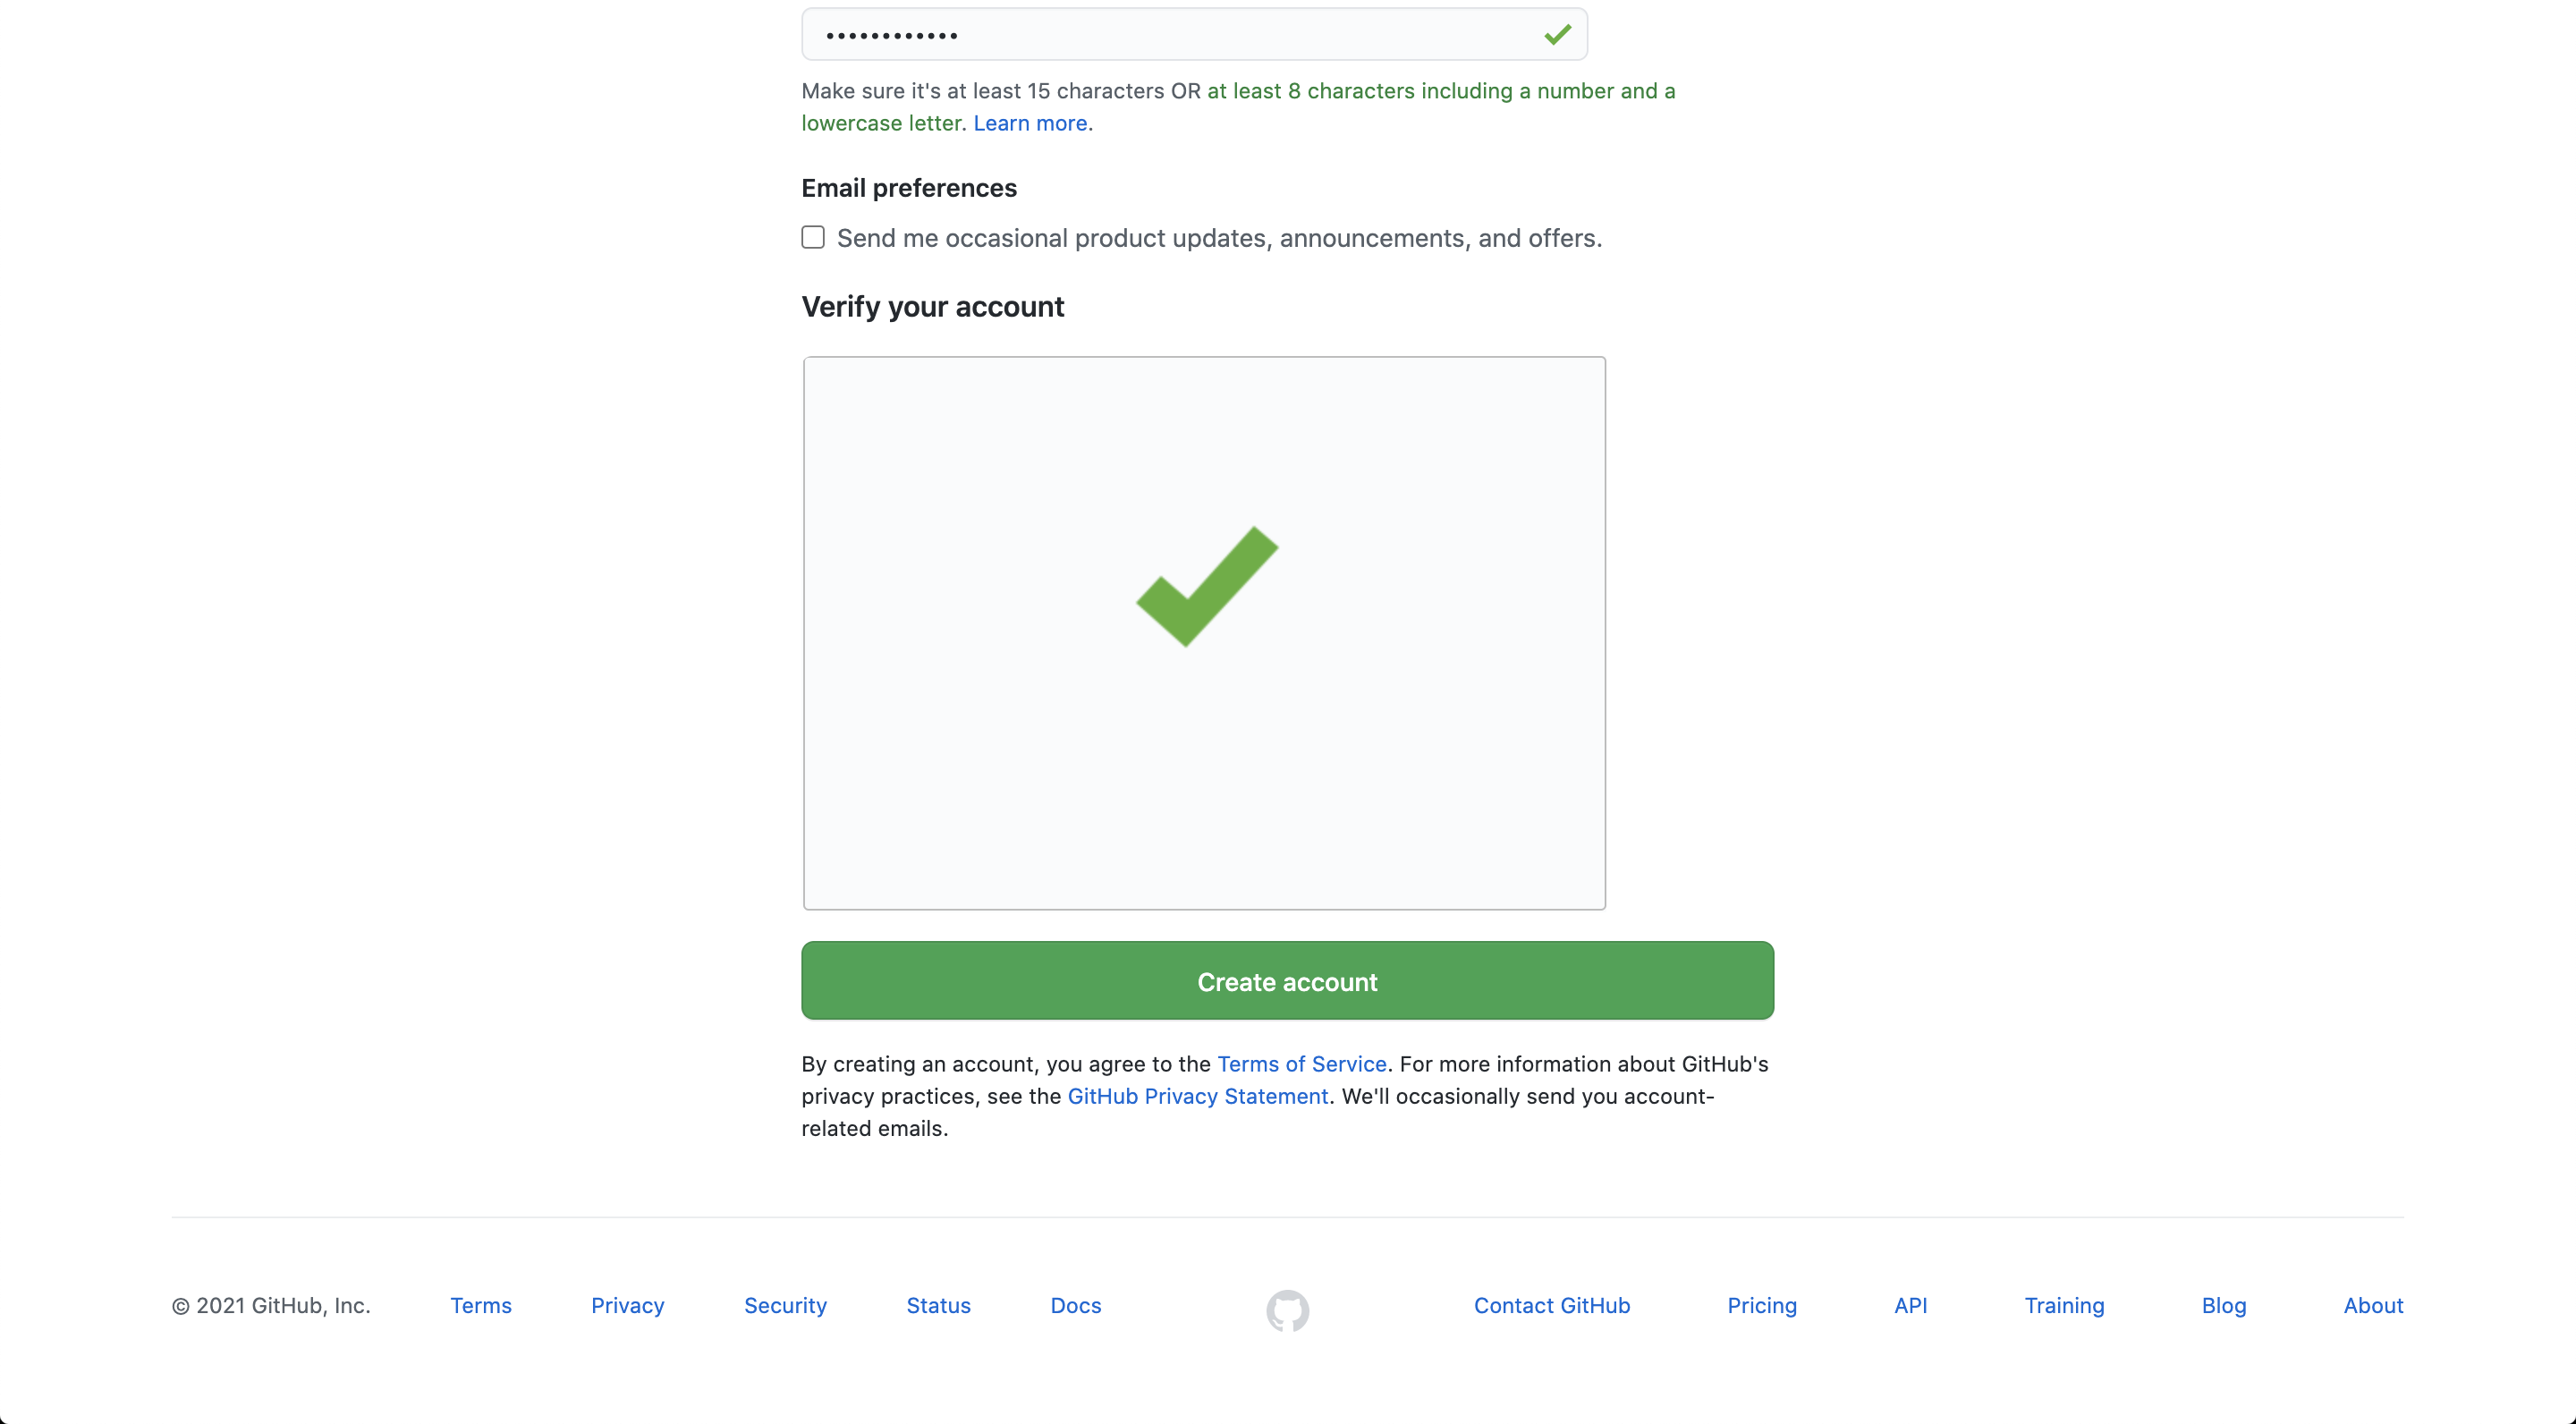 ••••••••••••
Make sure it's at least 15 characters OR at least 8 characters including a number and a
lowercase letter. Learn more.
Email preferences
Send me occasional product updates, announcements, and offers.
Verify your account
Create account
By creating an account, you agree to the Terms of Service. For more information about GitHub's
privacy practices, see the GitHub Privacy Statement. We'll occasionally send you account-
related emails.
© 2021 GitHub, Inc. Terms Privacy Security Status Docs Contact GitHub Pricing API Training Blog About